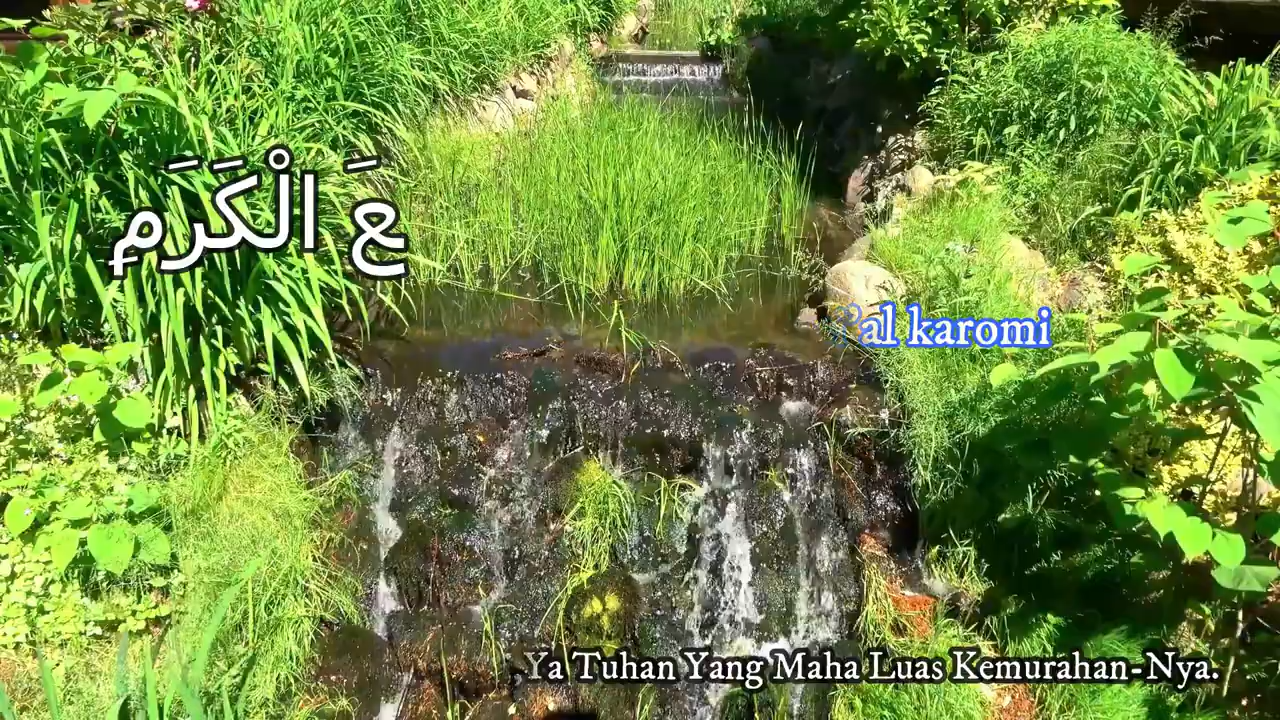 عَ الْكَرَمِ
'al karomi
Ya Tuhan Yang Maha Luas Kemurahan-Nya.